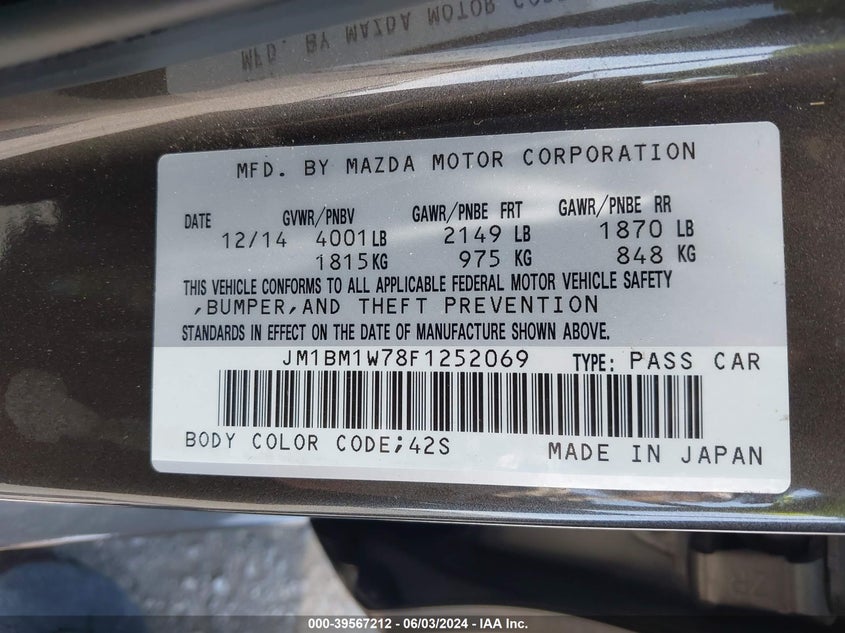 MFD. BY MAZDA MOTOR CORPORATION
DATE GVWR/PNBV GAWR/PNBE FRT GAWR/PNBE RR
12/14 4001 LB 2149 LB 1870 LB
1815 KG 975 KG 848 KG
THIS VEHICLE CONFORMS TO ALL APPLICABLE FEDERAL MOTOR VEHICLE SAFETY
,BUMPER,AND THEFT PREVENTION
STANDARDS IN EFFECT ON THE DATE OF MANUFACTURE SHOWN ABOVE.
JM1BM1W78F1252069 TYPE: PASS CAR
BODY COLOR CODE;42S MADE IN JAPAN
000-39567212 - 06/03/2024 - IAAI Inc.